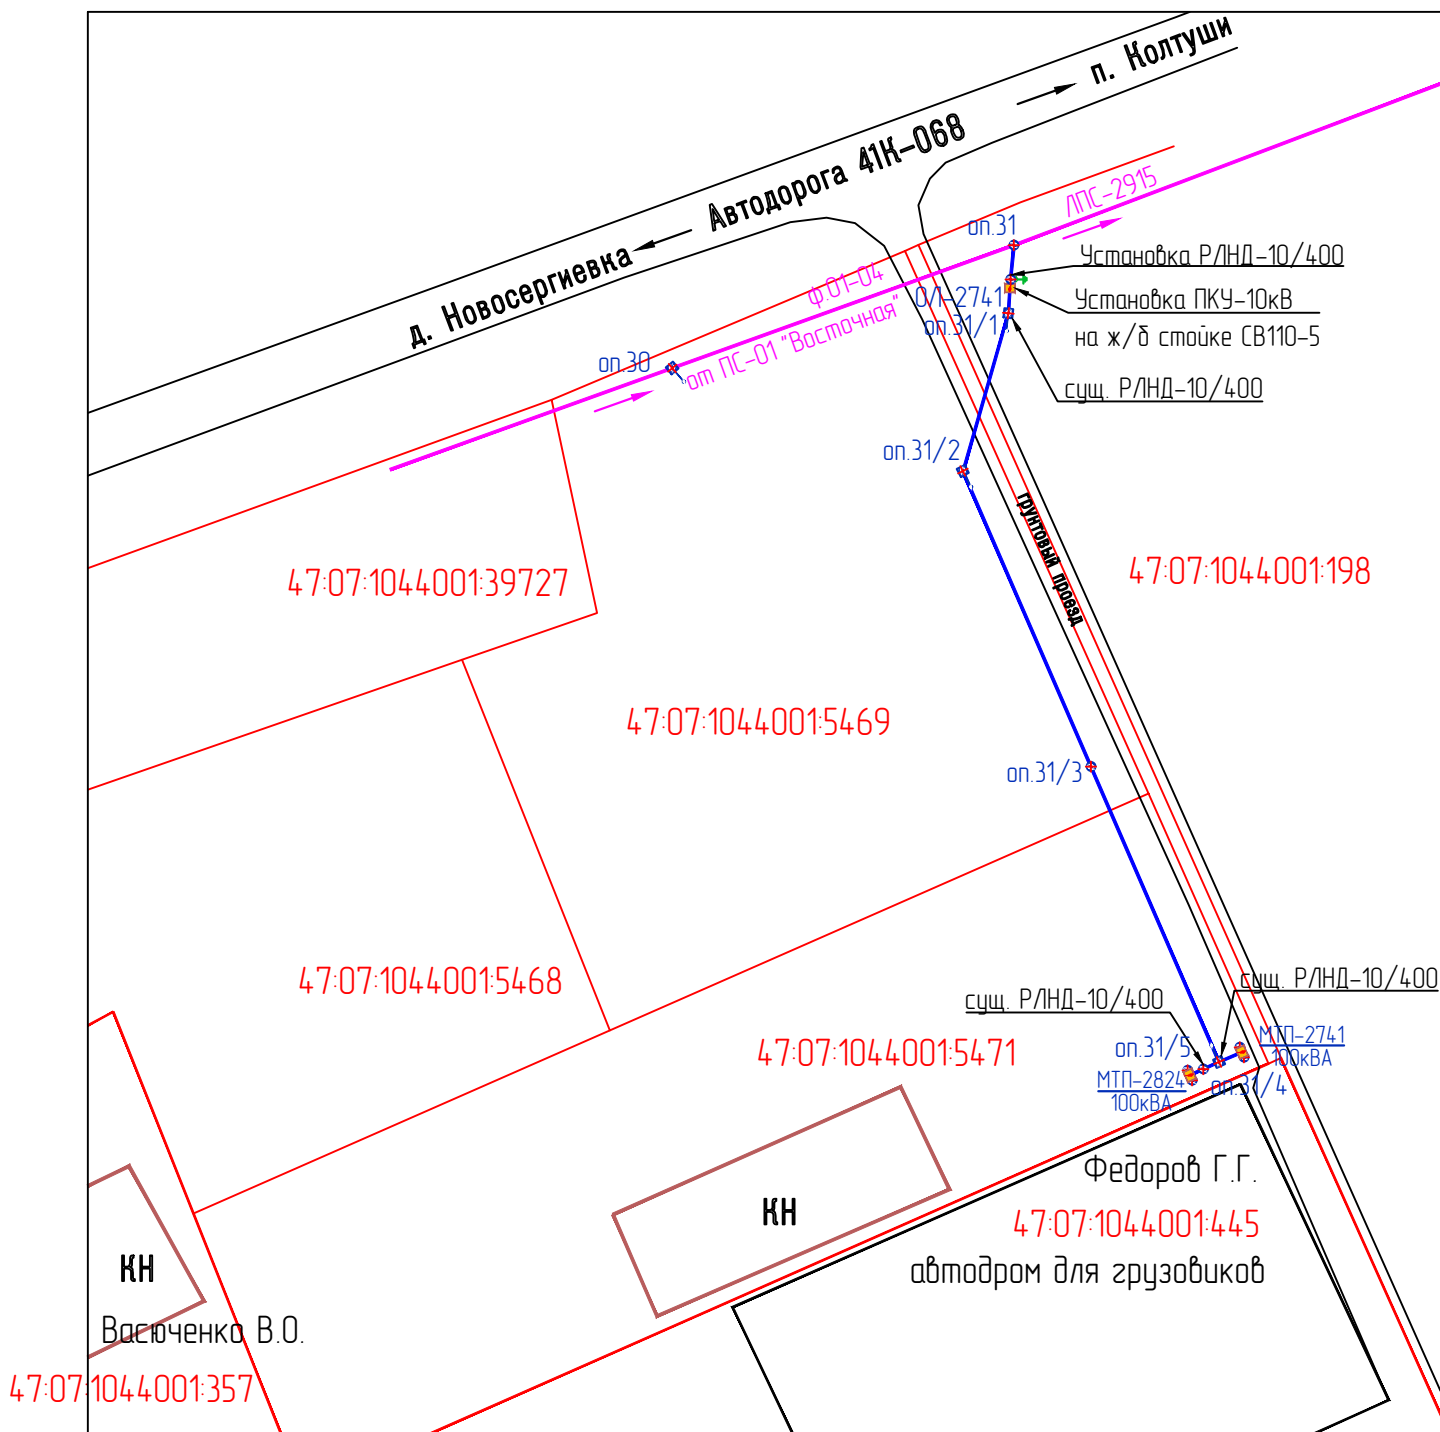 п. Колтуши
Автодорога 41К-068
д. Новосергиевка
ЛПС-2915
оп.31
Установка РЛНД-10/400
ф.01-04
ОЛ-2741
Установка ПКУ-10кВ
на ж/б стойке СВ110-5
от ПС-01 "Восточная"
оп.31/1
оп.30
сущ. РЛНД-10/400
оп.31/2
грунтовый проезд
47:07:1044001:39727
47:07:1044001:198
47:07:1044001:5469
оп.31/3
47:07:1044001:5468
сущ. РЛНД-10/400
сущ. РЛНД-10/400
47:07:1044001:5471
оп.31/5
МТП-2741
100кВА
МТП-2824
100кВА
оп.31/4
Федоров Г.Г.
47:07:1044001:445
автодром для грузовиков
КН
КН
Васюченко В.О.
47:07:1044001:357